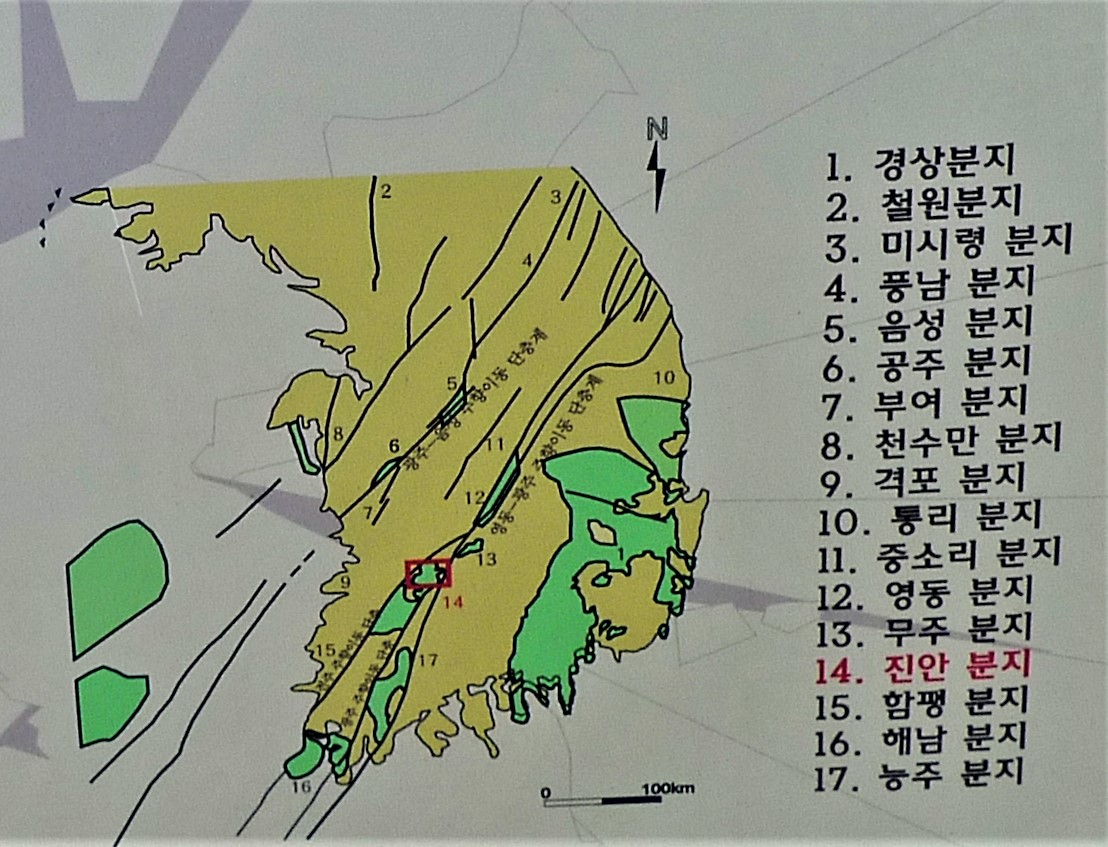 N
2
3
4
공주-음성 주향이동 단층계
5
10
영동-광주 주향이동 단층계
8
6
11
12
7
1
13
9
14
주향이동 단층
15
광주 주향이동 단층
17
16
0 100km
1. 경상분지
2. 철원분지
3. 미시령 분지
4. 풍남 분지
5. 음성 분지
6. 공주 분지
7. 부여 분지
8. 천수만 분지
9. 격포 분지
10. 통리 분지
11. 중소리 분지
12. 영동 분지
13. 무주 분지
14. 진안 분지
15. 함팽 분지
16. 해남 분지
17. 능주 분지